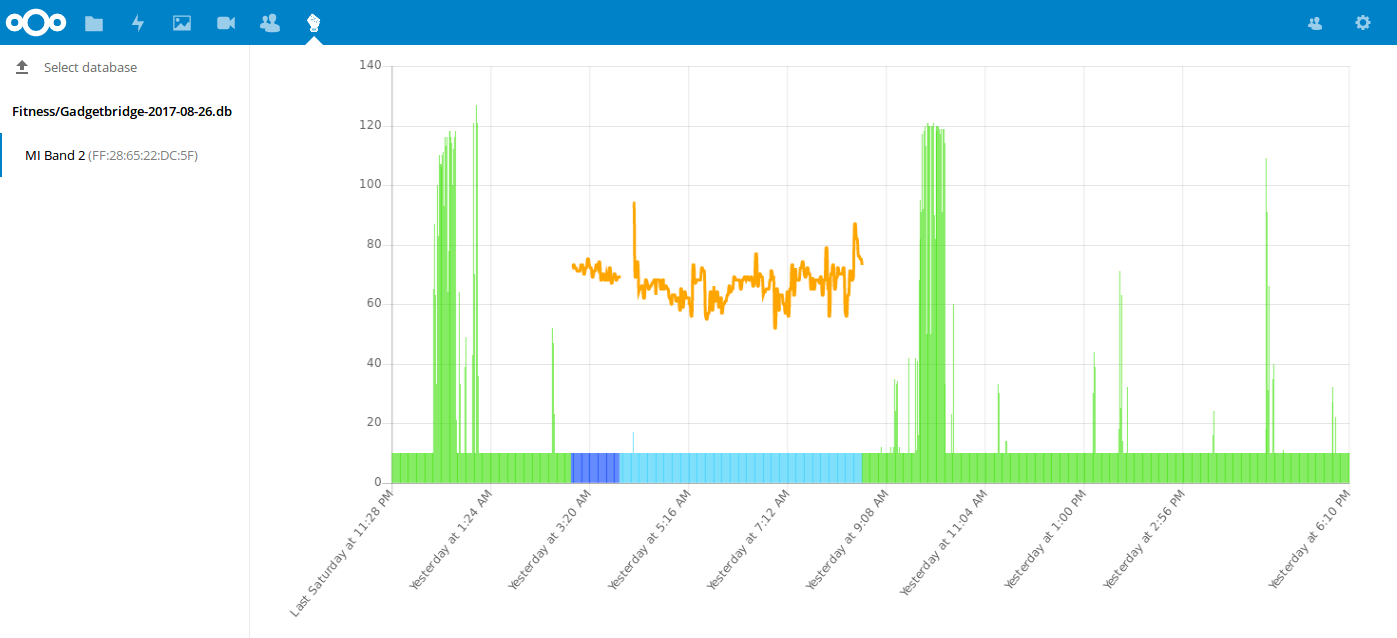 Select database
Fitness/Gadgetbridge-2017-08-26.db
MI Band 2 (FF:28:65:22:DC:5F)
140
120
100
80
60
40
20
0
Last Saturday at 11:28 PM
Yesterday at 1:24 AM
Yesterday at 3:20 AM
Yesterday at 5:16 AM
Yesterday at 7:12 AM
Yesterday at 9:08 AM
Yesterday at 11:04 AM
Yesterday at 1:00 PM
Yesterday at 2:56 PM
Yesterday at 6:10 PM